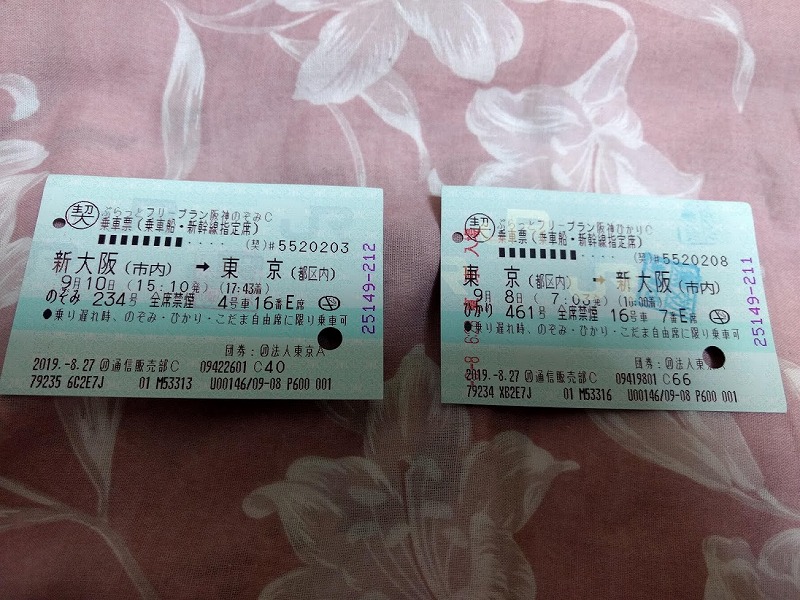 契 ぷらっとフリープラン阪神のぞみC
乗車票（乗車船・新幹線指定席）
(契)#5520203
新大阪（市内） → 東 京（都区内）
9月10日（15:10発）（17:43着）
のぞみ 234号 全席禁煙 4号車16番E席
●乗り遅れ時、のぞみ・ひかり・こだま自由席に限り乗車可
団券：法人東京A
2019.-8.27 通信販売部C 09422601 C40
79235 6C2E7J 01 M53313 U00146/09-08 P600 001
25149-212
契 ぷらっとフリープラン阪神ひかりC
乗車票（乗車船・新幹線指定席）
(契)#5520208
東 京（都区内） → 新大阪（市内）
9月 8日（ 7:03発）
ひかり 461号 全席禁煙 16号車 7番E席
●乗り遅れ時、のぞみ・ひかり・こだま自由席に限り乗車可
団券：法人東京
2019.-8.27 通信販売部C 09419801 C66
79234 XB2E7J 01 M53316 U00146/09-08 P600 001
25149-211